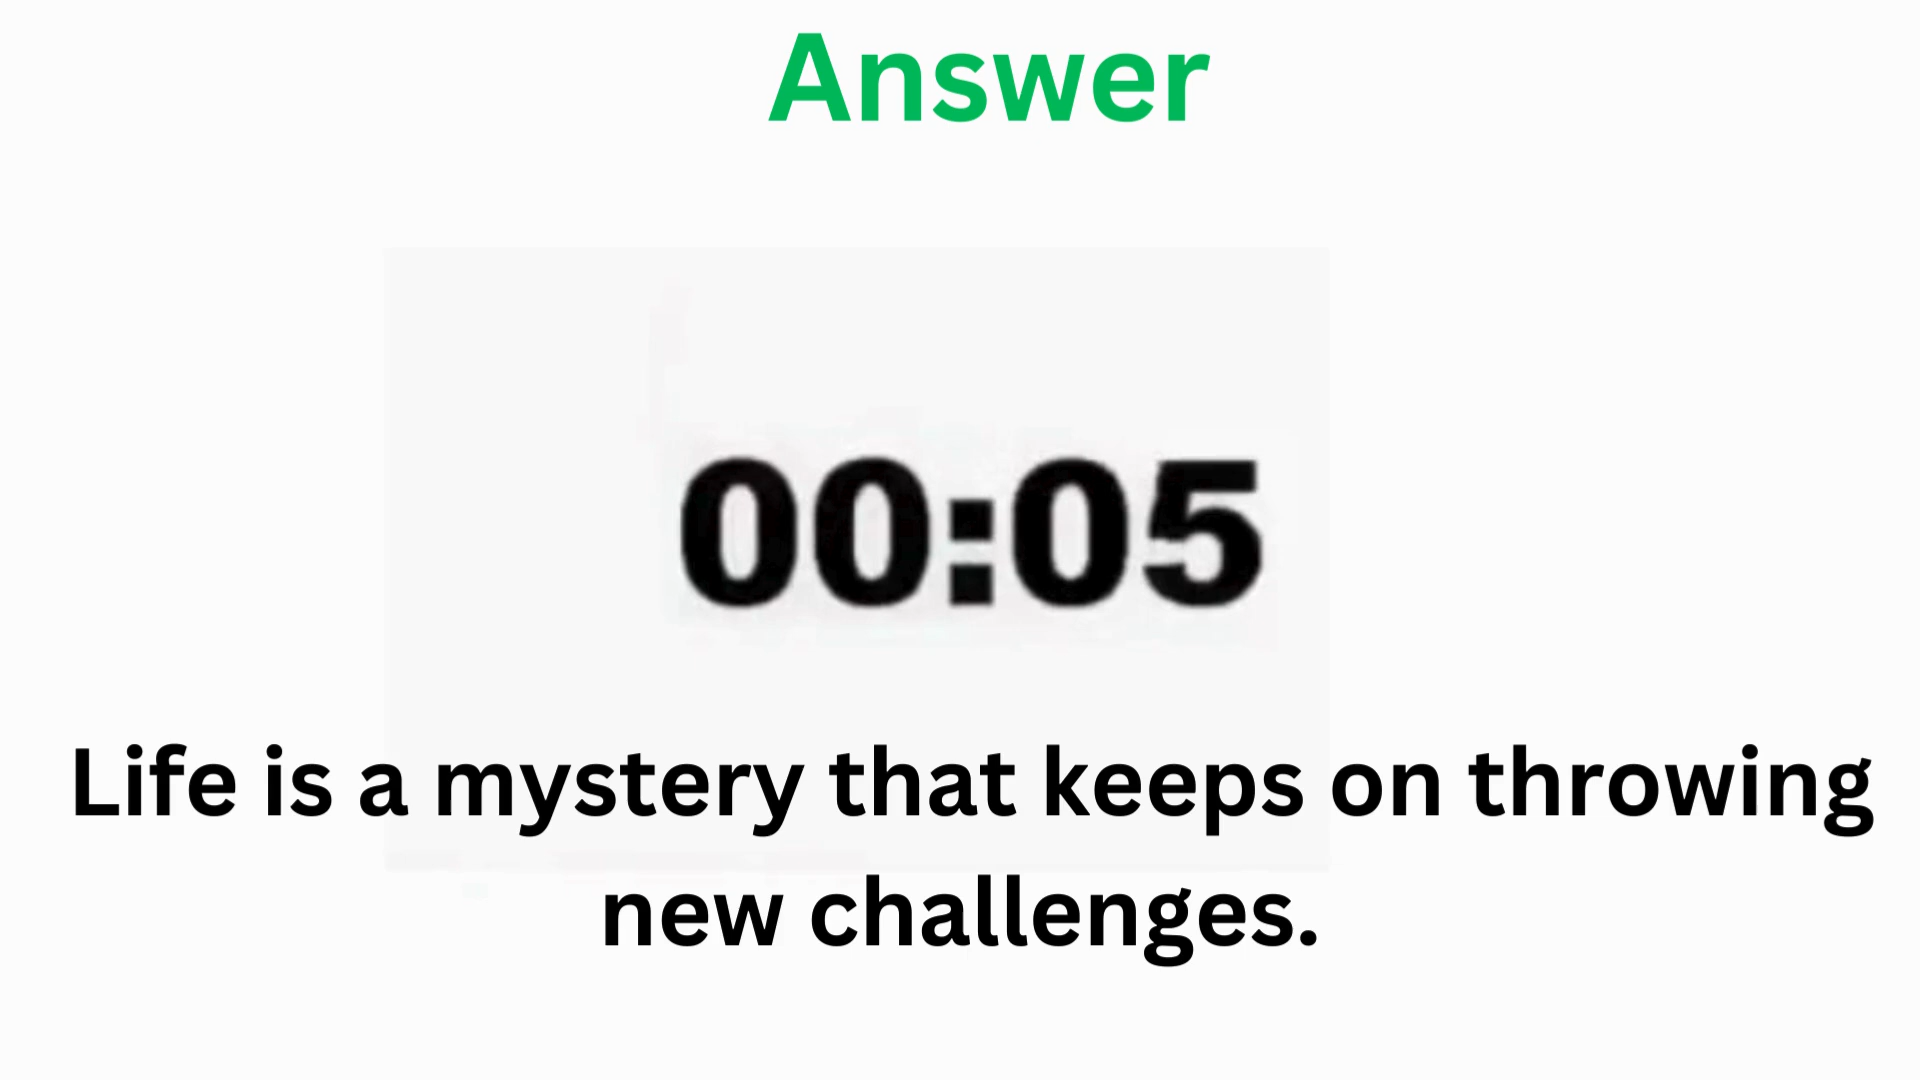 Answer
00:05
Life is a mystery that keeps on throwing
new challenges.